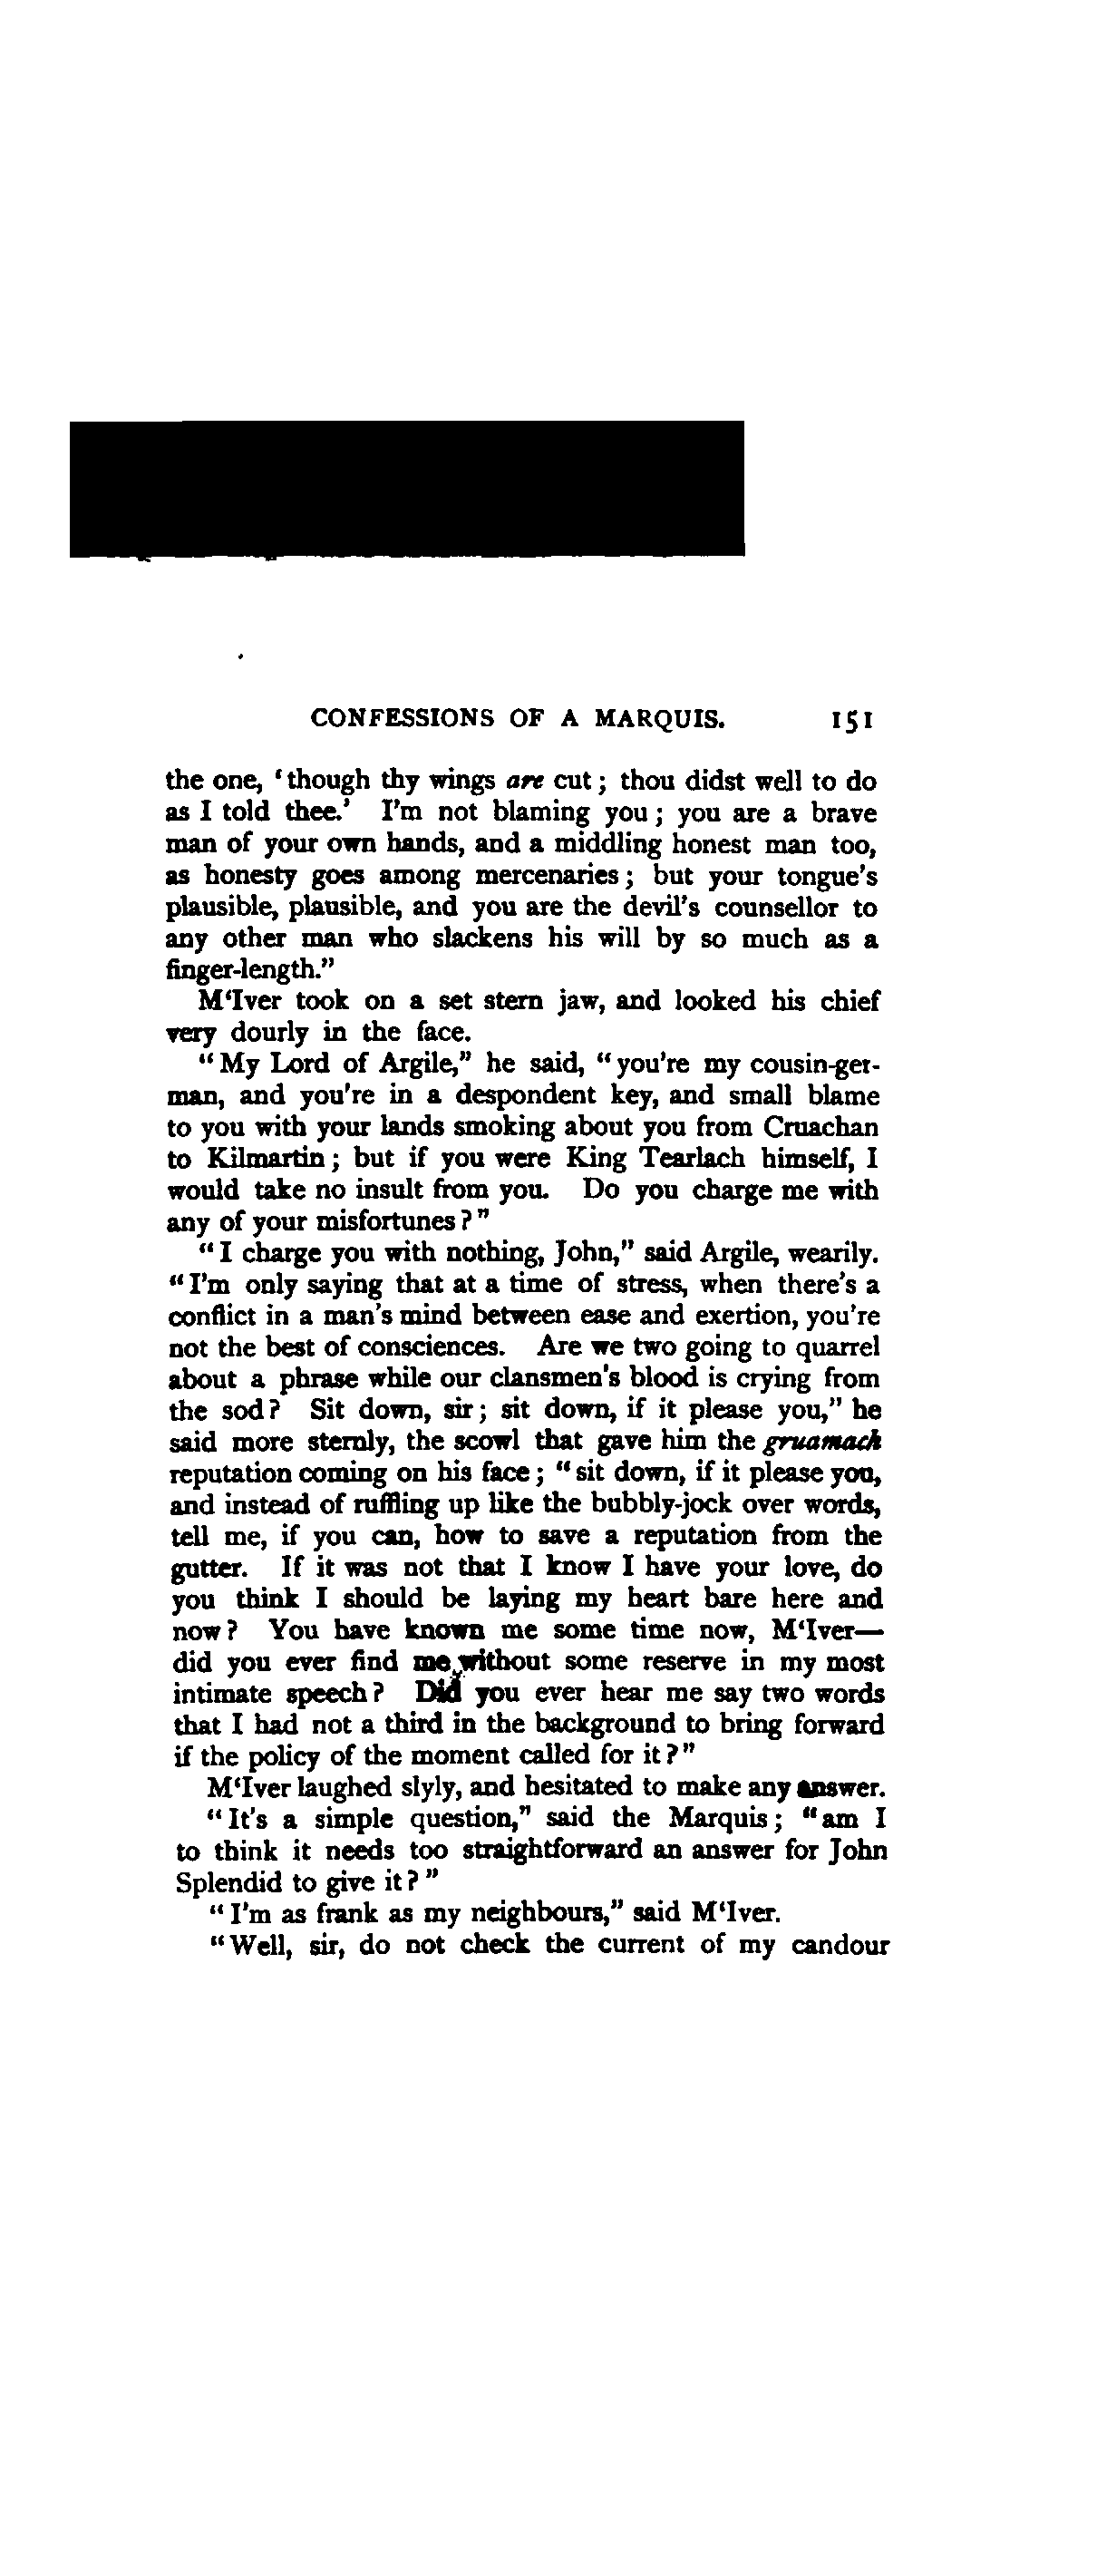 CONFESSIONS OF A MARQUIS. 151
the one, ‘though thy wings are cut; thou didst well to do
as I told thee.’ I'm not blaming you; you are a brave
man of your own hands, and a middling honest man too,
as honesty goes among mercenaries; but your tongue's
plausible, plausible, and you are the devil's counsellor to
any other man who slackens his will by so much as a
finger-length.”
M‘Iver took on a set stern jaw, and looked his chief
very dourly in the face.
“My Lord of Argile,” he said, “you're my cousin-ger-
man, and you're in a despondent key, and small blame
to you with your lands smoking about you from Cruachan
to Kilmartin; but if you were King Tearlach himself, I
would take no insult from you. Do you charge me with
any of your misfortunes?”
“I charge you with nothing, John,” said Argile, wearily.
“I'm only saying that at a time of stress, when there's a
conflict in a man's mind between ease and exertion, you're
not the best of consciences. Are we two going to quarrel
about a phrase while our clansmen's blood is crying from
the sod? Sit down, sir; sit down, if it please you,” he
said more sternly, the scowl that gave him the gruamach
reputation coming on his face; “sit down, if it please you,
and instead of ruffling up like the bubbly-jock over words,
tell me, if you can, how to save a reputation from the
gutter. If it was not that I know I have your love, do
you think I should be laying my heart bare here and
now? You have known me some time now, M‘Iver—
did you ever find me without some reserve in my most
intimate speech? Did you ever hear me say two words
that I had not a third in the background to bring forward
if the policy of the moment called for it?”
M‘Iver laughed slyly, and hesitated to make any answer.
“It's a simple question,” said the Marquis; “am I
to think it needs too straightforward an answer for John
Splendid to give it?”
“I'm as frank as my neighbours,” said M‘Iver.
“Well, sir, do not check the current of my candour